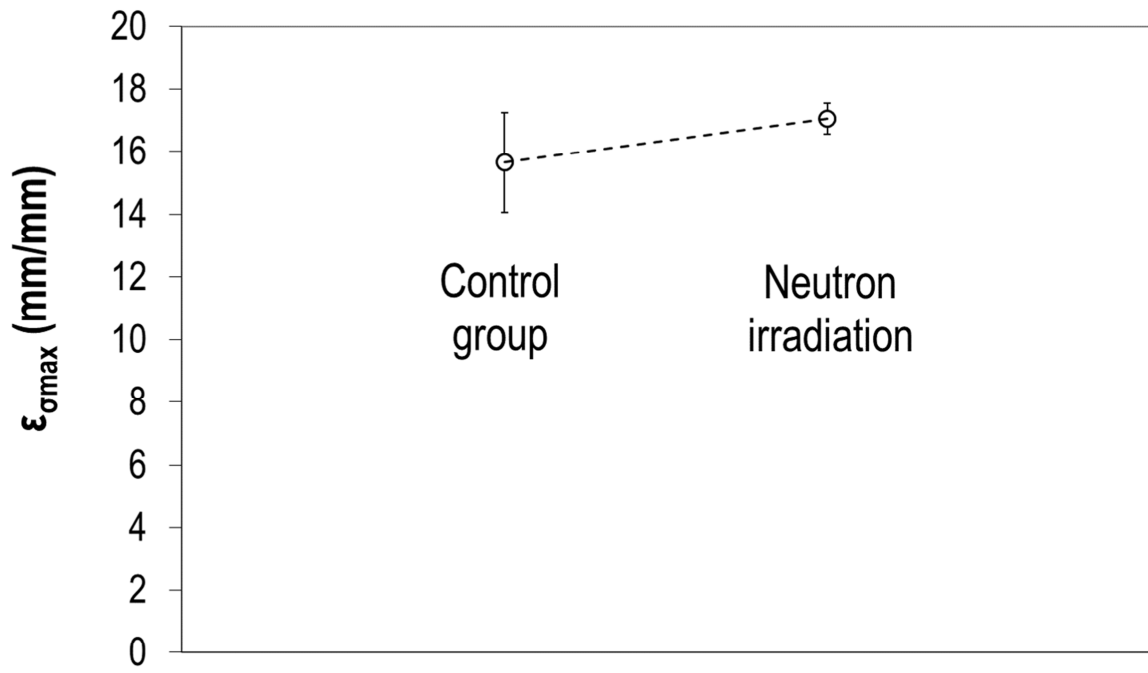 20
18
16
14
12
10
8
6
4
2
0
εσmax (mm/mm)
Control
group
Neutron
irradiation